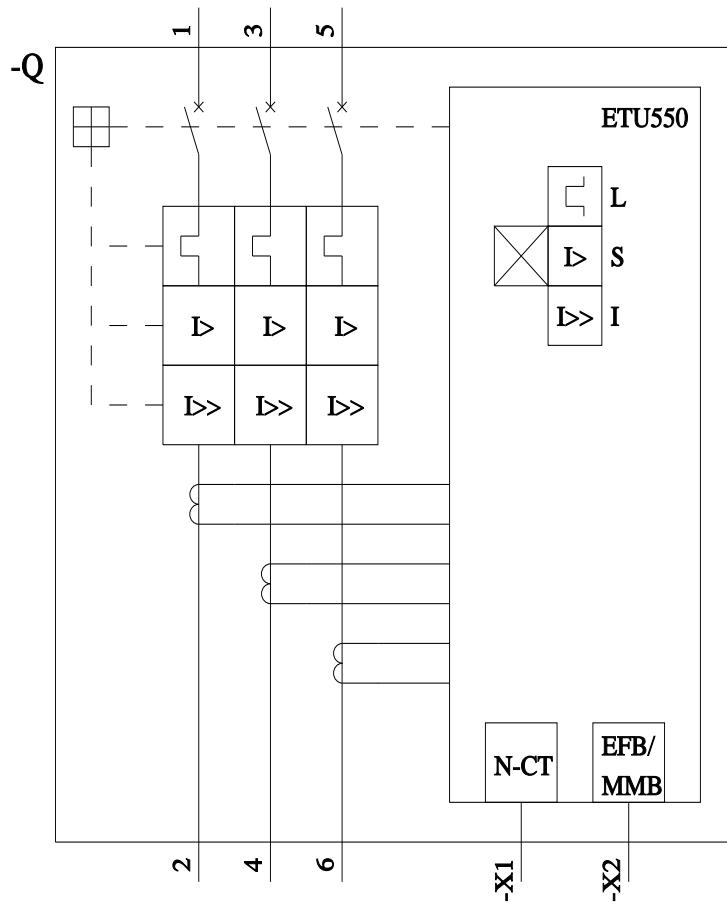 1 3 5
-Q
ETU550
L
I> S
I>> I
I> I> I>
I>> I>> I>>
N-CT
EFB/
MMB
2 4 6
-X1 -X2